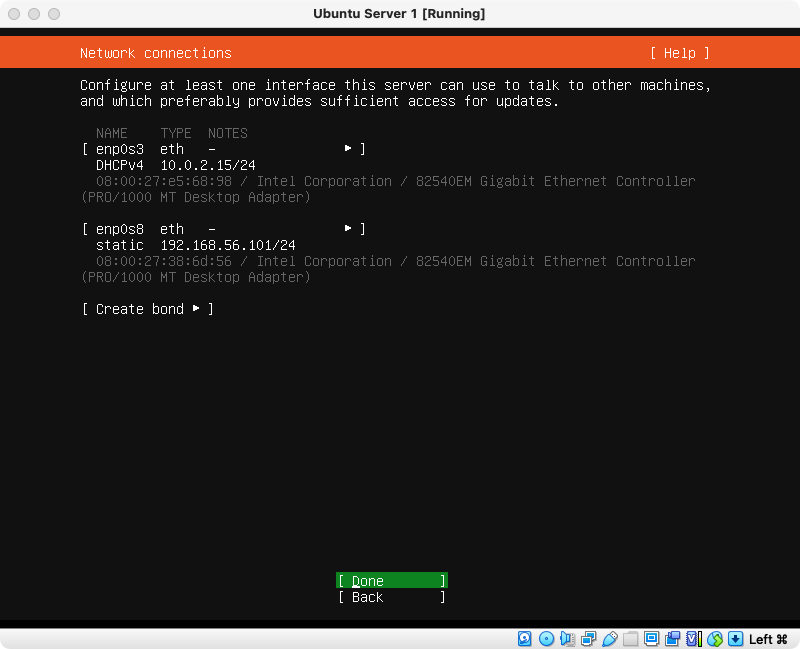 Ubuntu Server 1 [Running]
Network connections [ Help ]
Configure at least one interface this server can use to talk to other machines,
and which preferably provides sufficient access for updates.
NAME TYPE NOTES
[ enp0s3 eth - ▸ ]
DHCPv4 10.0.2.15/24
08:00:27:e5:68:98 / Intel Corporation / 82540EM Gigabit Ethernet Controller
(PRO/1000 MT Desktop Adapter)
[ enp0s8 eth - ▸ ]
static 192.168.56.101/24
08:00:27:38:6d:56 / Intel Corporation / 82540EM Gigabit Ethernet Controller
(PRO/1000 MT Desktop Adapter)
[ Create bond ▸ ]
[ Done ]
[ Back ]
Left ⌘